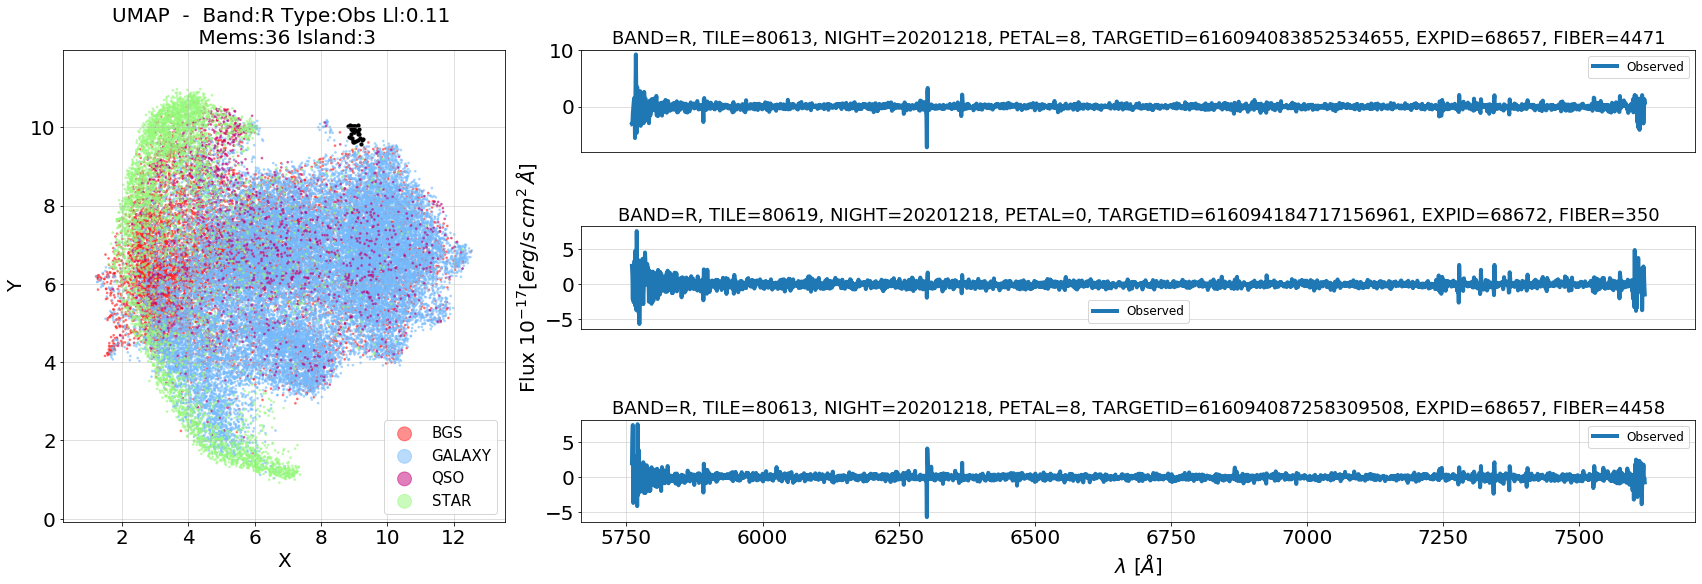 UMAP - Band:R Type:Obs Ll:0.11
Mems:36 Island:3
Y
10
8
6
4
2
0
2 4 6 8 10 12
X
BGS
GALAXY
QSO
STAR
Flux 10^{-17}[erg/s cm^2 Å]
BAND=R, TILE=80613, NIGHT=20201218, PETAL=8, TARGETID=616094083852534655, EXPID=68657, FIBER=4471
10
0
Observed
BAND=R, TILE=80619, NIGHT=20201218, PETAL=0, TARGETID=616094184717156961, EXPID=68672, FIBER=350
5
0
−5
Observed
BAND=R, TILE=80613, NIGHT=20201218, PETAL=8, TARGETID=616094087258309508, EXPID=68657, FIBER=4458
5
0
−5
Observed
5750 6000 6250 6500 6750 7000 7250 7500
λ [Å]